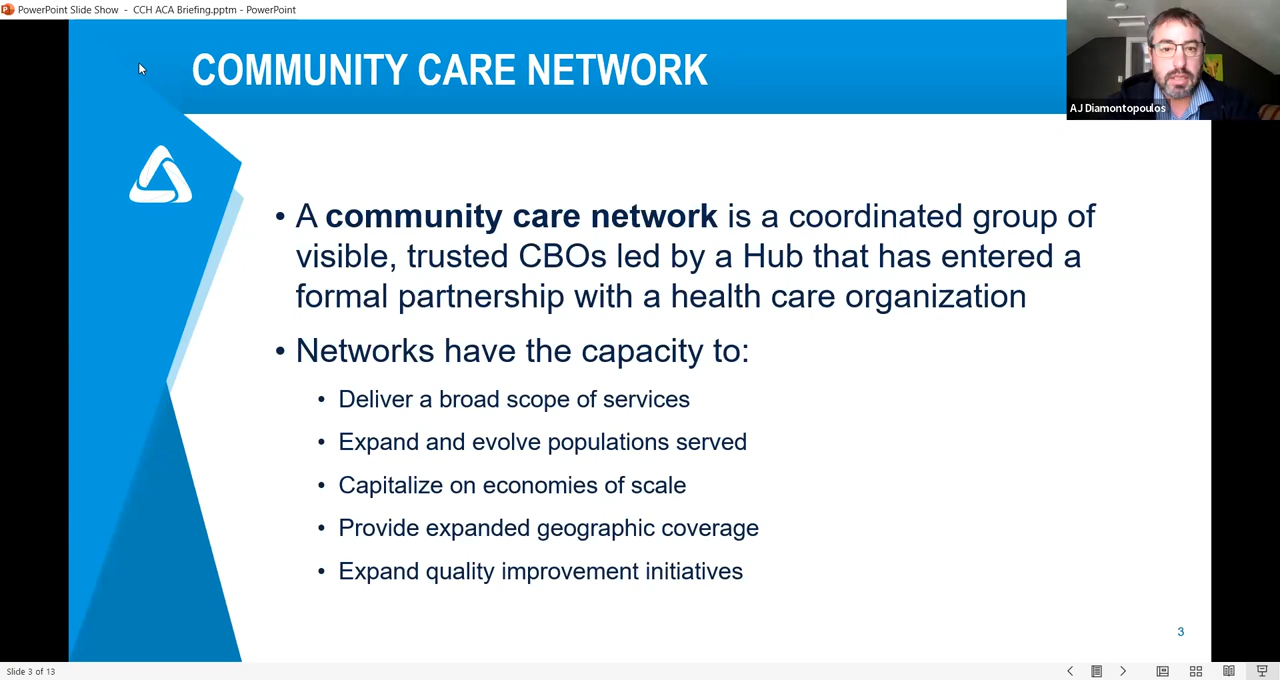 PowerPoint Slide Show - CCH ACA Briefing.pptm - PowerPoint
COMMUNITY CARE NETWORK
AJ Diamontopoulos
• A community care network is a coordinated group of
visible, trusted CBOs led by a Hub that has entered a
formal partnership with a health care organization
• Networks have the capacity to:
• Deliver a broad scope of services
• Expand and evolve populations served
• Capitalize on economies of scale
• Provide expanded geographic coverage
• Expand quality improvement initiatives
3
Slide 3 of 13